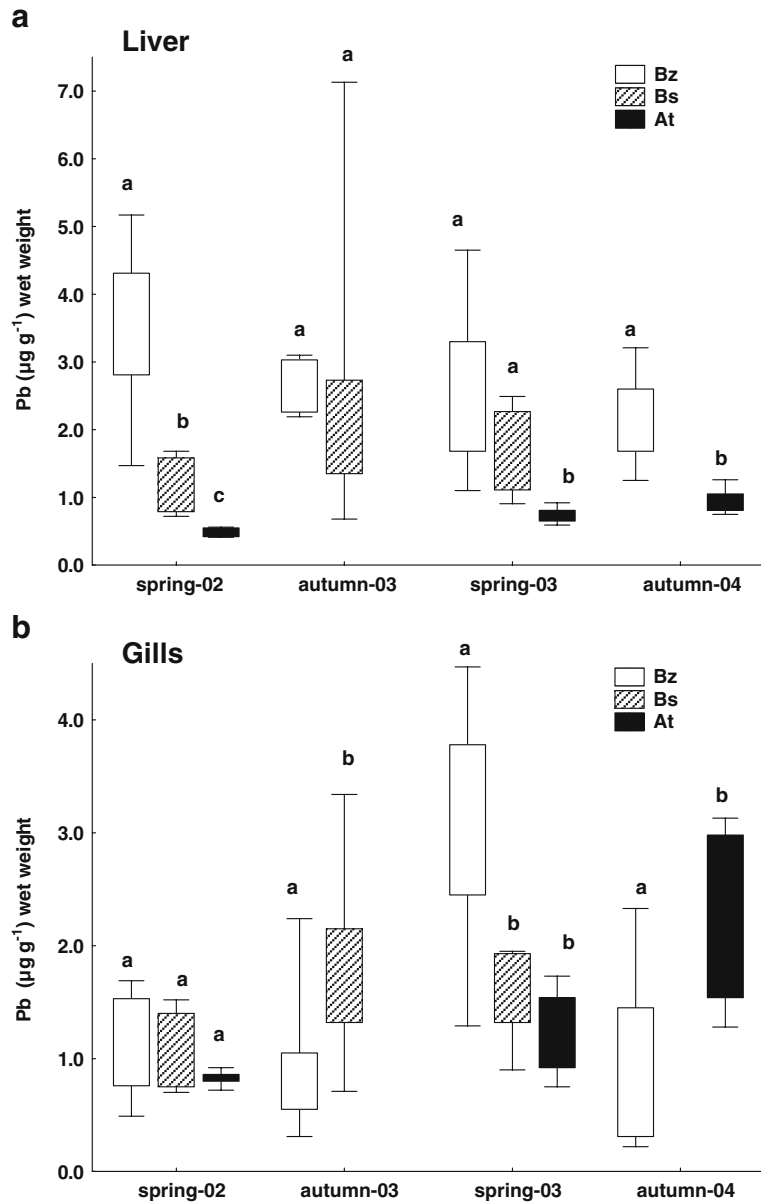 a
Liver
Bz
Bs
At
Pb (µg g⁻¹) wet weight
7.0
6.0
5.0
4.0
3.0
2.0
1.0
0.0
a
b
c
a
a
a
a
b
a
b
spring-02 autumn-03 spring-03 autumn-04
b
Gills
Bz
Bs
At
Pb (µg g⁻¹) wet weight
4.0
3.0
2.0
1.0
0.0
a
a
a
a
b
a
b
b
a
b
spring-02 autumn-03 spring-03 autumn-04